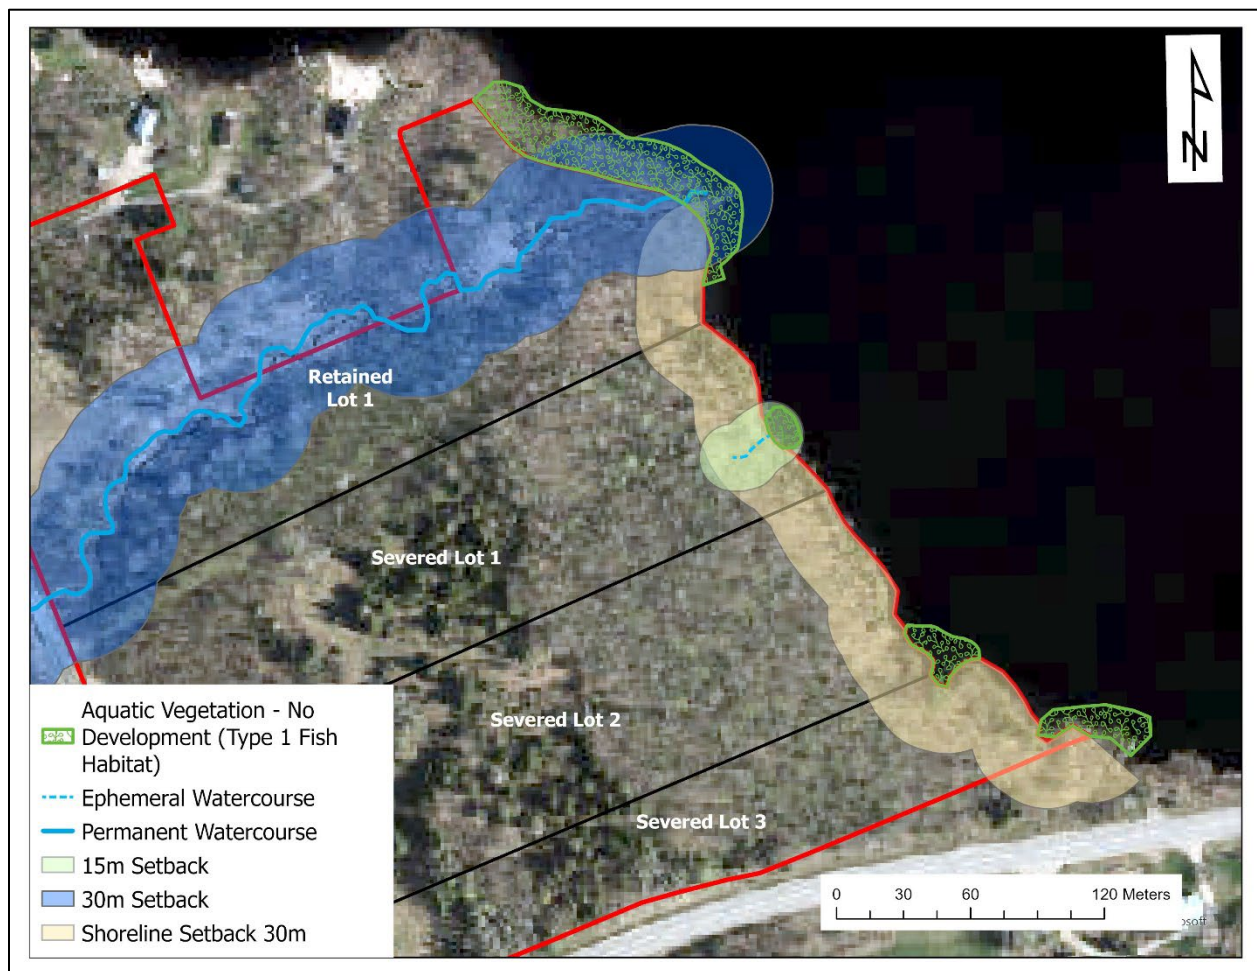 N
Retained
Lot 1
Severed Lot 1
Severed Lot 2
Severed Lot 3
Aquatic Vegetation - No
Development (Type 1 Fish
Habitat)
Ephemeral Watercourse
Permanent Watercourse
15m Setback
30m Setback
Shoreline Setback 30m
0 30 60 120 Meters